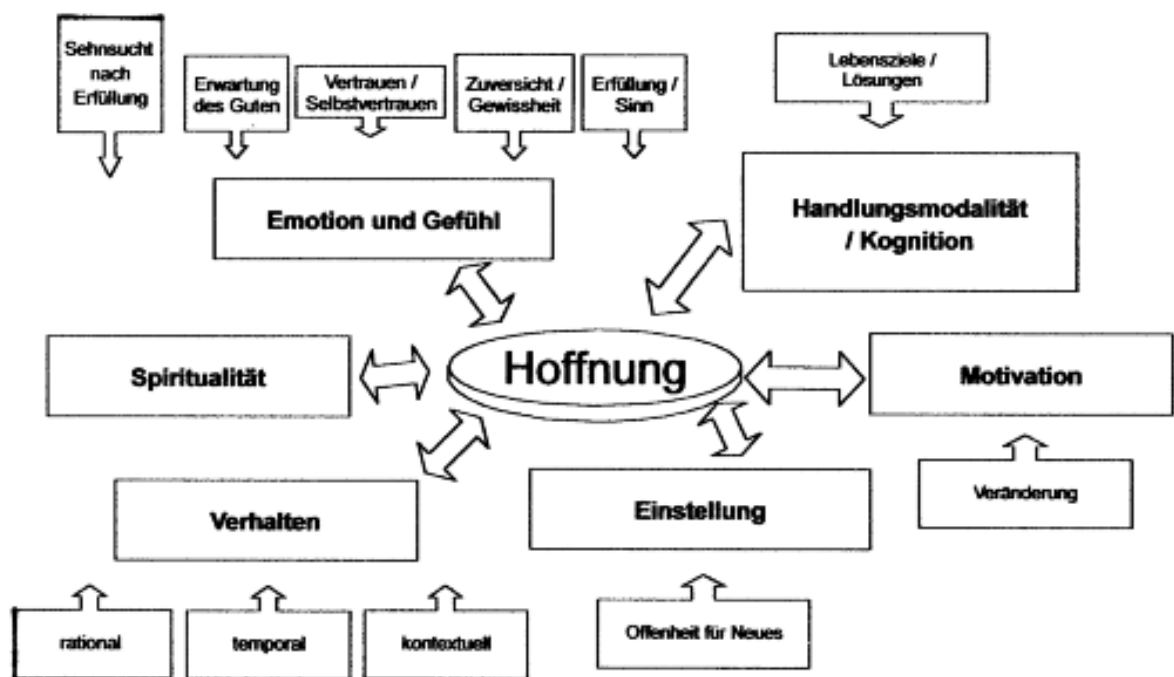 Sehnsucht
nach
Erfüllung
Erwartung
des Guten
Vertrauen /
Selbstvertrauen
Zuversicht /
Gewissheit
Erfüllung /
Sinn
Lebensziele /
Lösungen
Emotion und Gefühl
Handlungsmodalität
/ Kognition
Hoffnung
Spiritualität
Motivation
Verhalten
Einstellung
Veränderung
rational
temporal
kontextuell
Offenheit für Neues